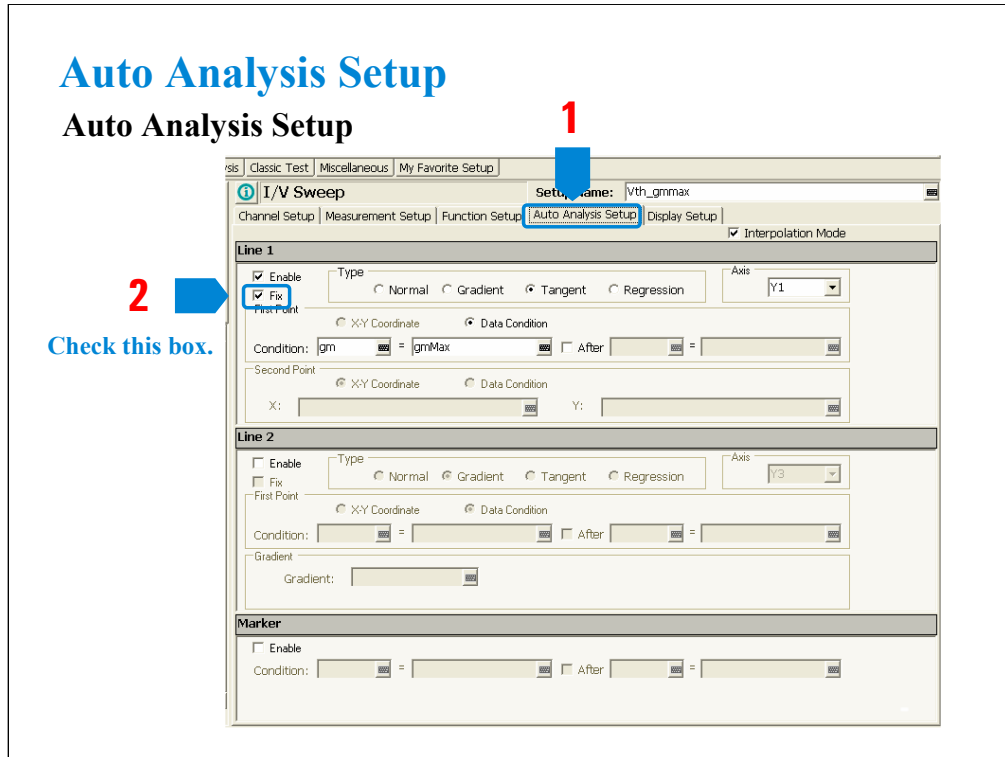 Auto Analysis Setup
Auto Analysis Setup
1
Classic Test Miscellaneous My Favorite Setup
I/V Sweep
Vth_gmmax
Channel Setup Measurement Setup Function Setup Auto Analysis Setup Display Setup
Interpolation Mode
Line 1
Enable Type Normal Gradient Tangent Regression Axis Y1
2 Fix
Check this box.
First Point
X-Y Coordinate Data Condition
Condition: gm = gmMax After =
Second Point
X-Y Coordinate Data Condition
X: Y:
Line 2
Enable Type Normal Gradient Tangent Regression Axis Y3
Fix
First Point
X-Y Coordinate Data Condition
Condition: = After =
Gradient
Gradient:
Marker
Enable
Condition: = After =